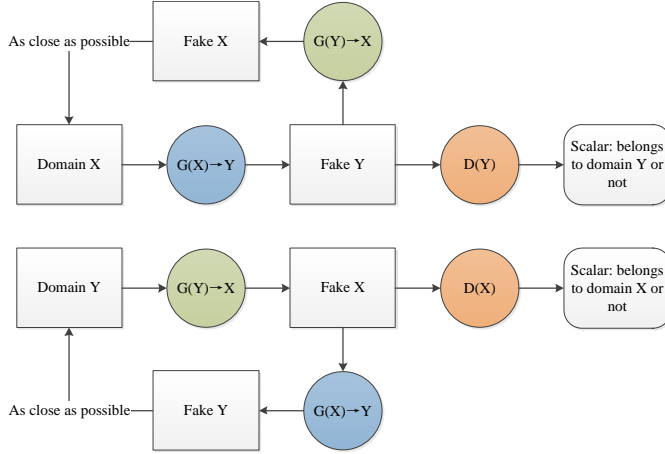 As close as possible
Fake X
G(Y)→X
Domain X
G(X)→Y
Fake Y
D(Y)
Scalar: belongs
to domain Y or
not
Domain Y
G(Y)→X
Fake X
D(X)
Scalar: belongs
to domain X or
not
As close as possible
Fake Y
G(X)→Y